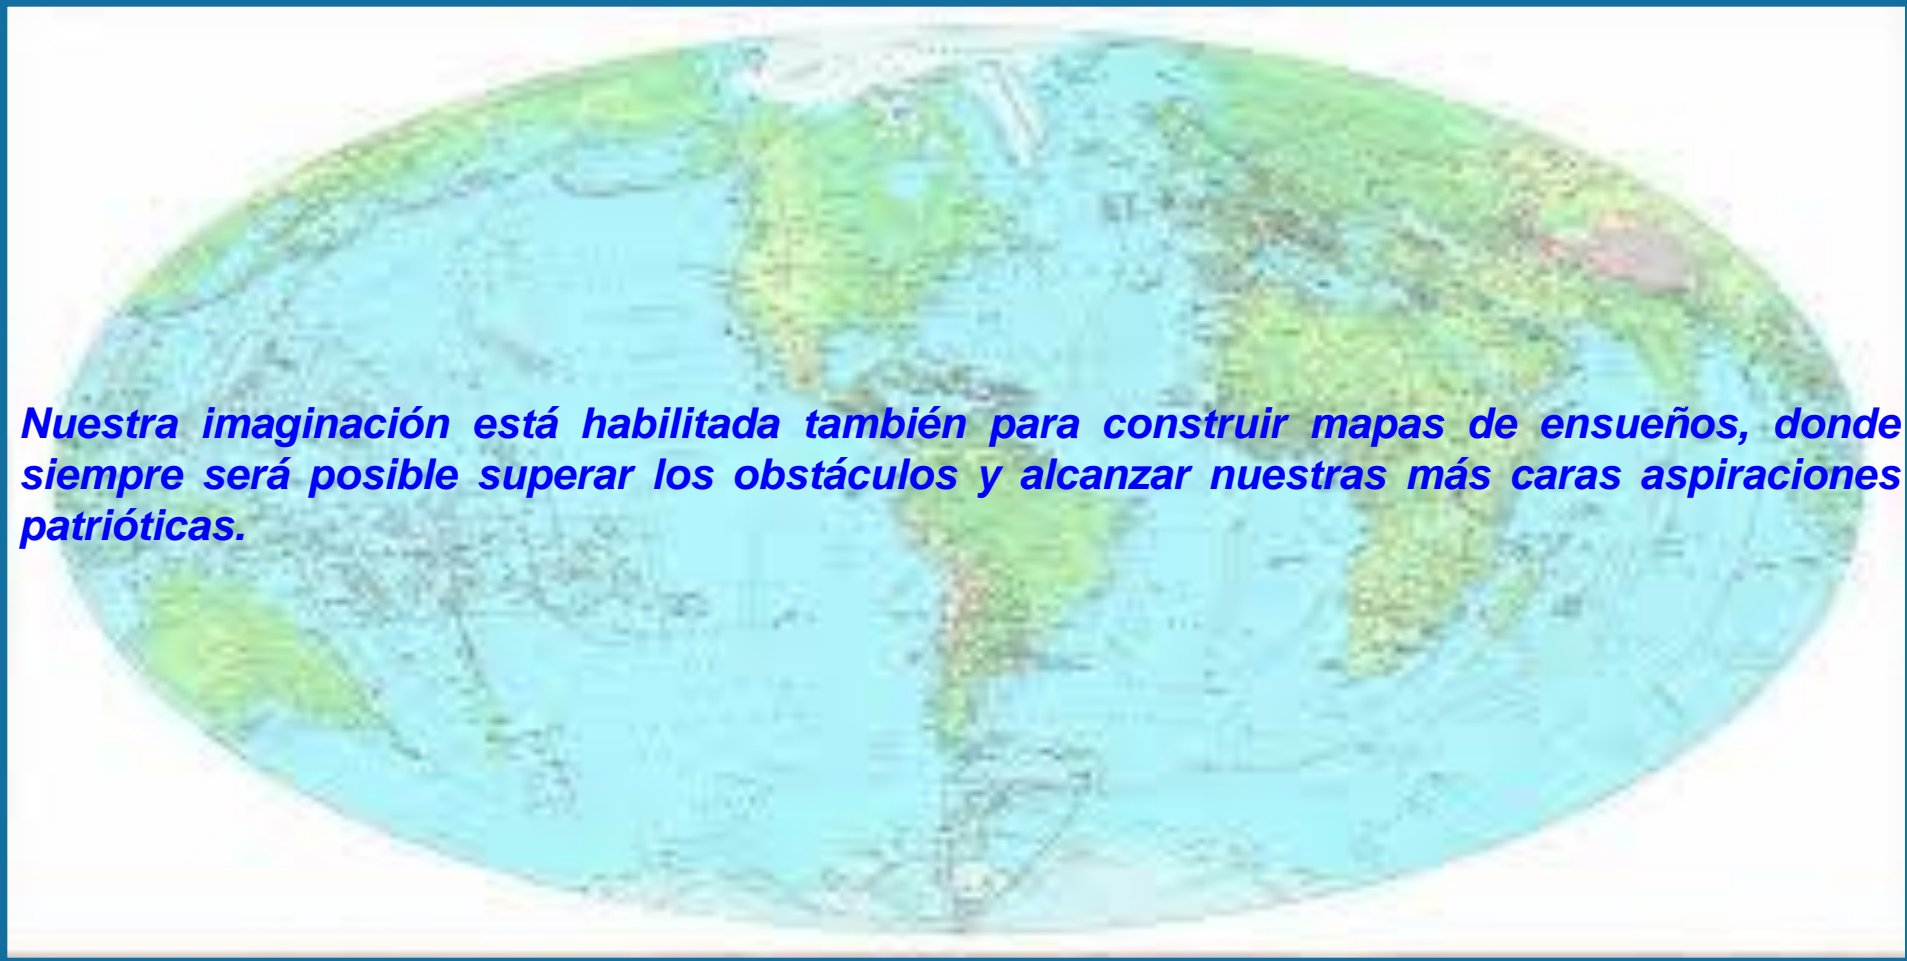 Nuestra imaginación está habilitada también para construir mapas de ensueños, donde
siempre será posible superar los obstáculos y alcanzar nuestras más caras aspiraciones
patrióticas.